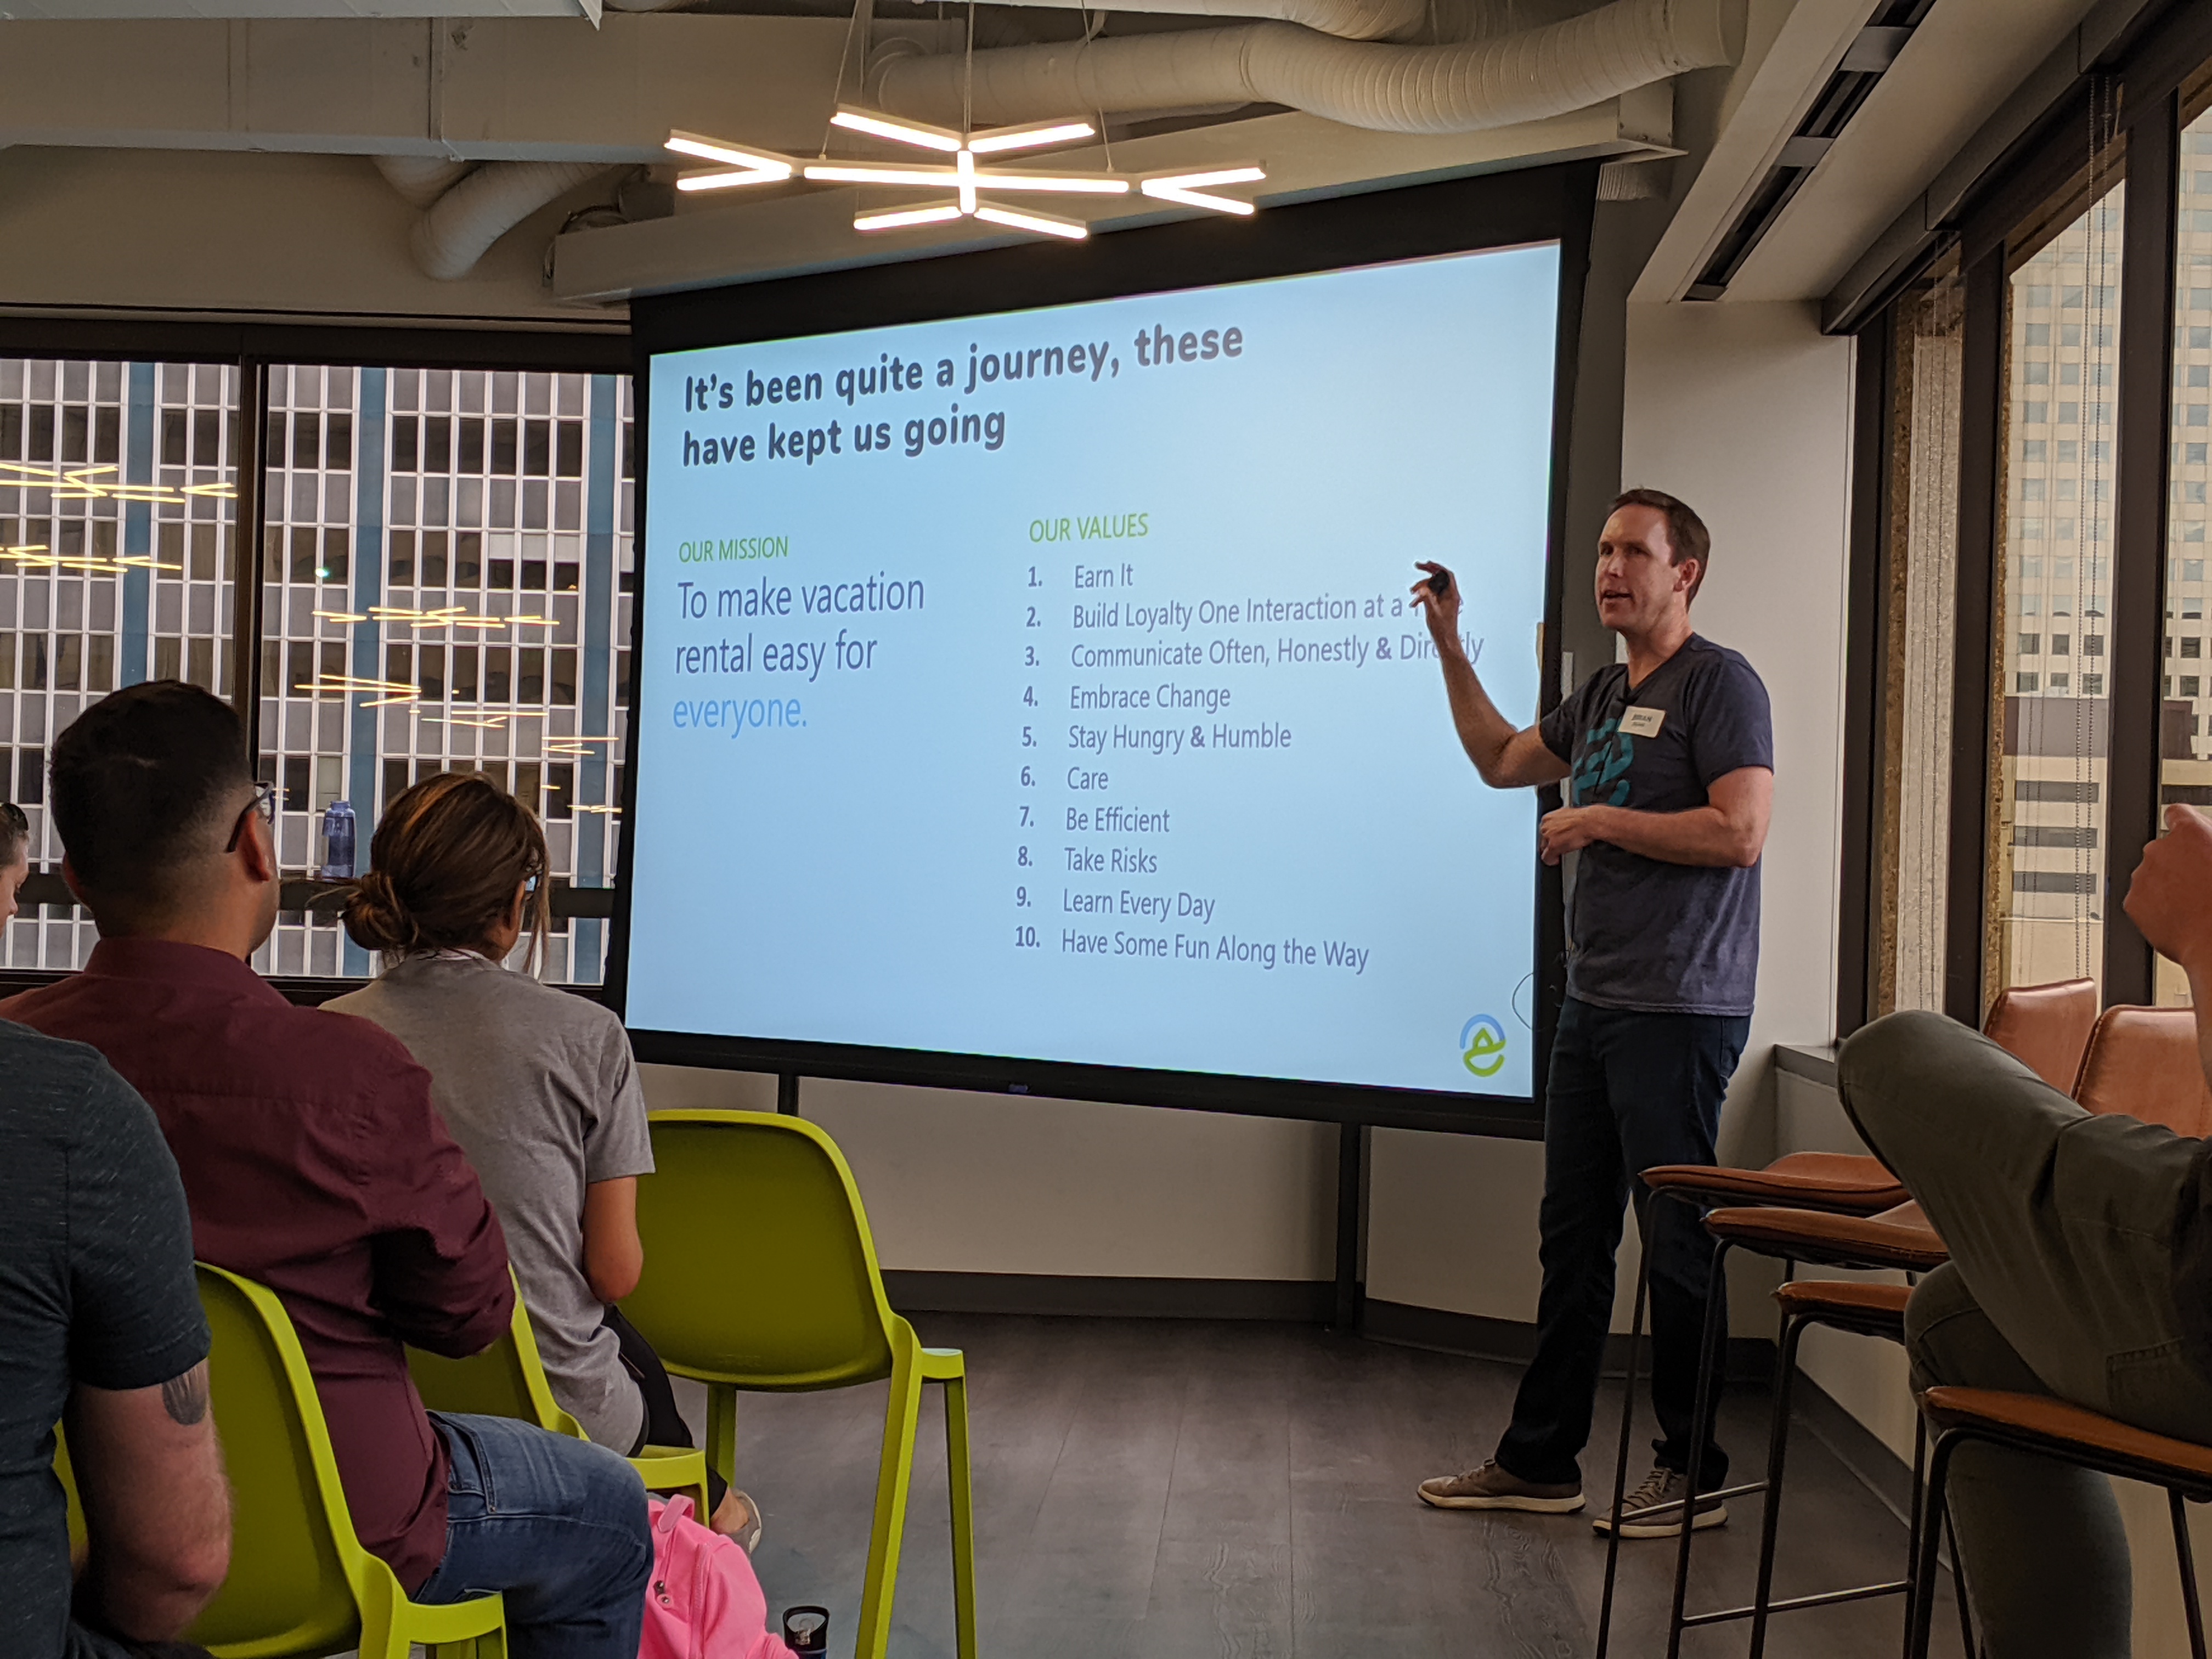 It's been quite a journey, these
have kept us going
OUR MISSION
To make vacation
rental easy for
everyone.
OUR VALUES
1. Earn It
2. Build Loyalty One Interaction at a
3. Communicate Often, Honestly & Directly
4. Embrace Change
5. Stay Hungry & Humble
6. Care
7. Be Efficient
8. Take Risks
9. Learn Every Day
10. Have Some Fun Along the Way
BRIAN